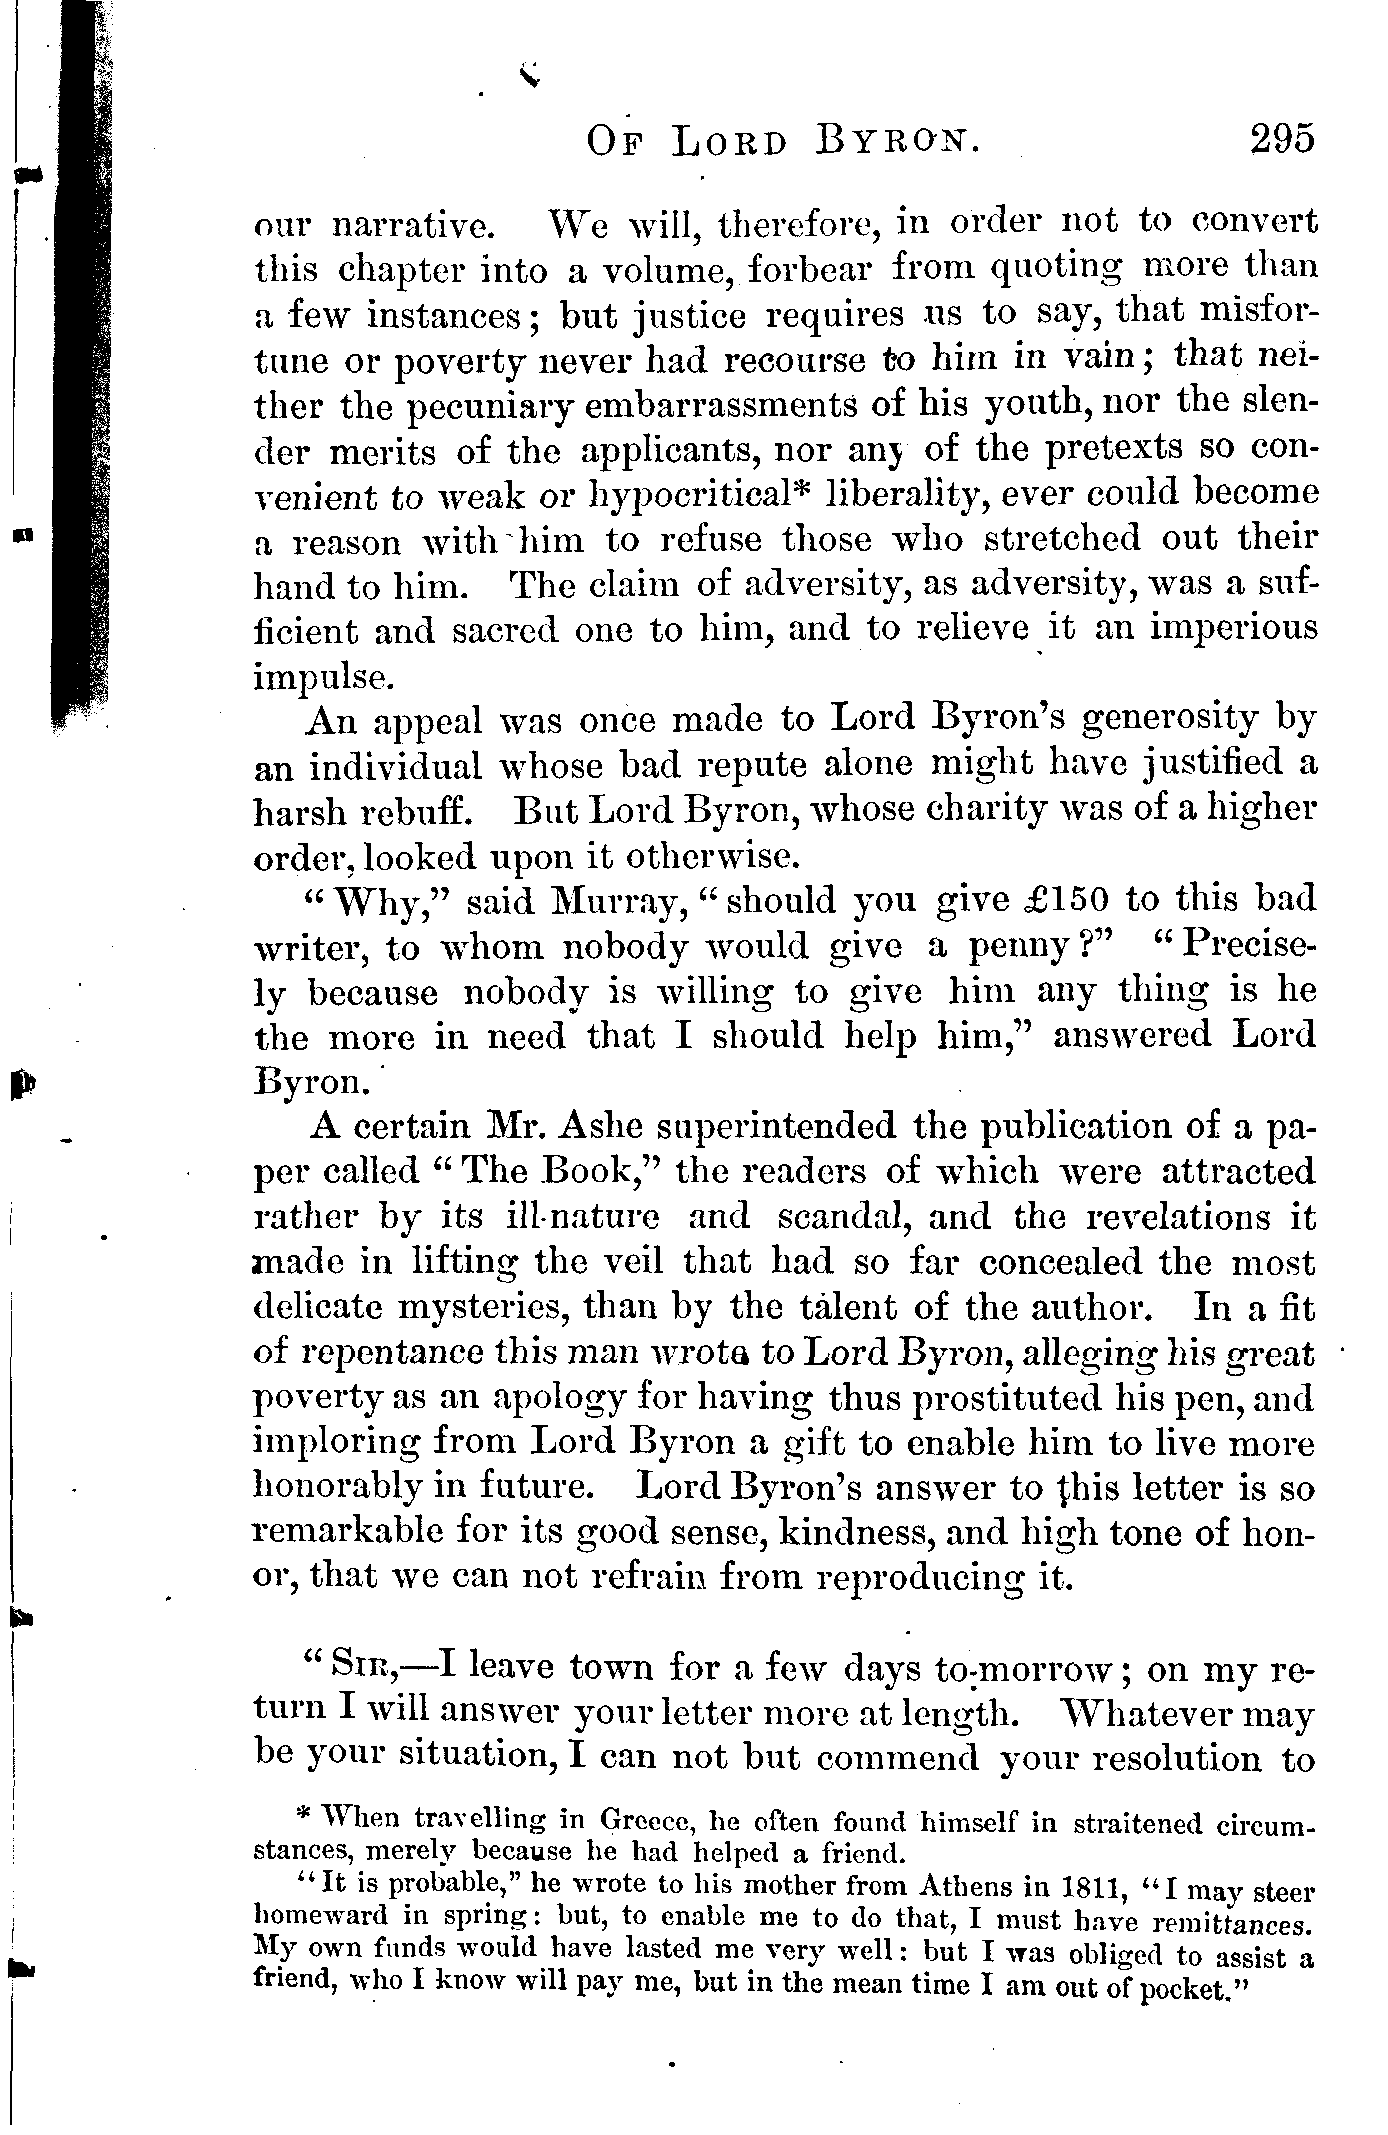 OF LORD BYRON. 295
our narrative. We will, therefore, in order not to convert
this chapter into a volume, forbear from quoting more than
a few instances; but justice requires us to say, that misfor-
tune or poverty never had recourse to him in vain; that nei-
ther the pecuniary embarrassments of his youth, nor the slen-
der merits of the applicants, nor any of the pretexts so con-
venient to weak or hypocritical* liberality, ever could become
a reason with him to refuse those who stretched out their
hand to him. The claim of adversity, as adversity, was a suf-
ficient and sacred one to him, and to relieve it an imperious
impulse.
An appeal was once made to Lord Byron's generosity by
an individual whose bad repute alone might have justified a
harsh rebuff. But Lord Byron, whose charity was of a higher
order, looked upon it otherwise.
"Why," said Murray, "should you give £150 to this bad
writer, to whom nobody would give a penny?" "Precise-
ly because nobody is willing to give him any thing is he
the more in need that I should help him," answered Lord
Byron.
A certain Mr. Ashe superintended the publication of a pa-
per called "The Book," the readers of which were attracted
rather by its ill-nature and scandal, and the revelations it
made in lifting the veil that had so far concealed the most
delicate mysteries, than by the talent of the author. In a fit
of repentance this man wrote to Lord Byron, alleging his great
poverty as an apology for having thus prostituted his pen, and
imploring from Lord Byron a gift to enable him to live more
honorably in future. Lord Byron's answer to this letter is so
remarkable for its good sense, kindness, and high tone of hon-
or, that we can not refrain from reproducing it.
"SIR,—I leave town for a few days to-morrow; on my re-
turn I will answer your letter more at length. Whatever may
be your situation, I can not but commend your resolution to
* When travelling in Greece, he often found himself in straitened circum-
stances, merely because he had helped a friend.
"It is probable," he wrote to his mother from Athens in 1811, "I may steer
homeward in spring: but, to enable me to do that, I must have remittances.
My own funds would have lasted me very well: but I was obliged to assist a
friend, who I know will pay me, but in the mean time I am out of pocket."